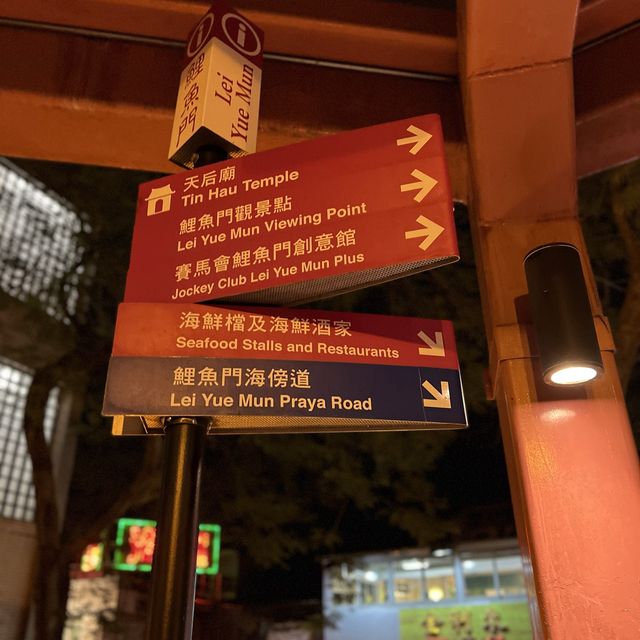 鯉魚門
Lei
Yue Mun
天后廟
Tin Hau Temple
鯉魚門觀景點
Lei Yue Mun Viewing Point
賽馬會鯉魚門創意館
Jockey Club Lei Yue Mun Plus
海鮮檔及海鮮酒家
Seafood Stalls and Restaurants
鯉魚門海傍道
Lei Yue Mun Praya Road